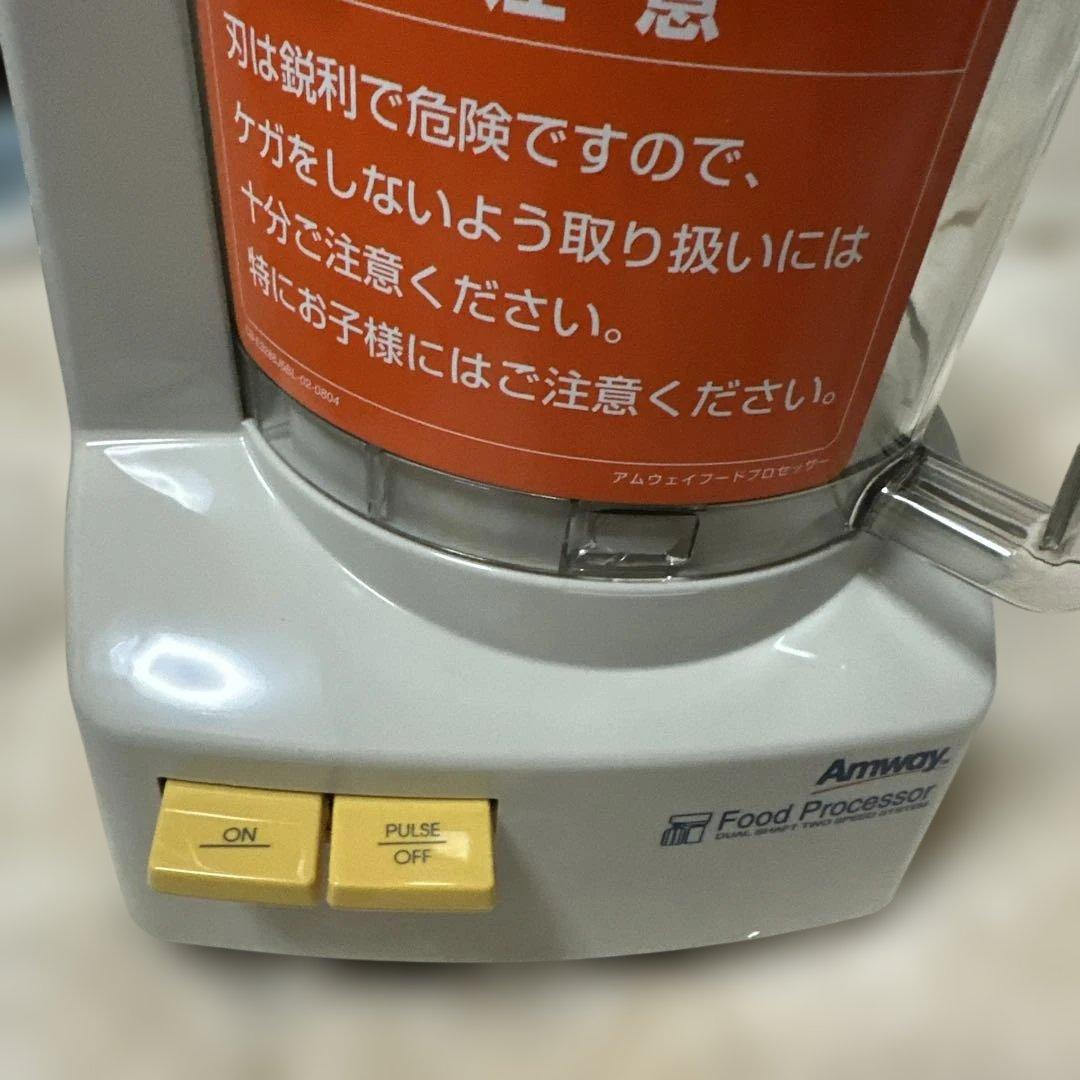 注意
刃は鋭利で危険ですので、
ケガをしないよう取り扱いには
十分ご注意ください。
特にお子様にはご注意ください。
アムウェイフードプロセッサー
Amway
Food Processor
DUAL SHAFT TWO SPEED SYSTEM
ON
PULSE
OFF